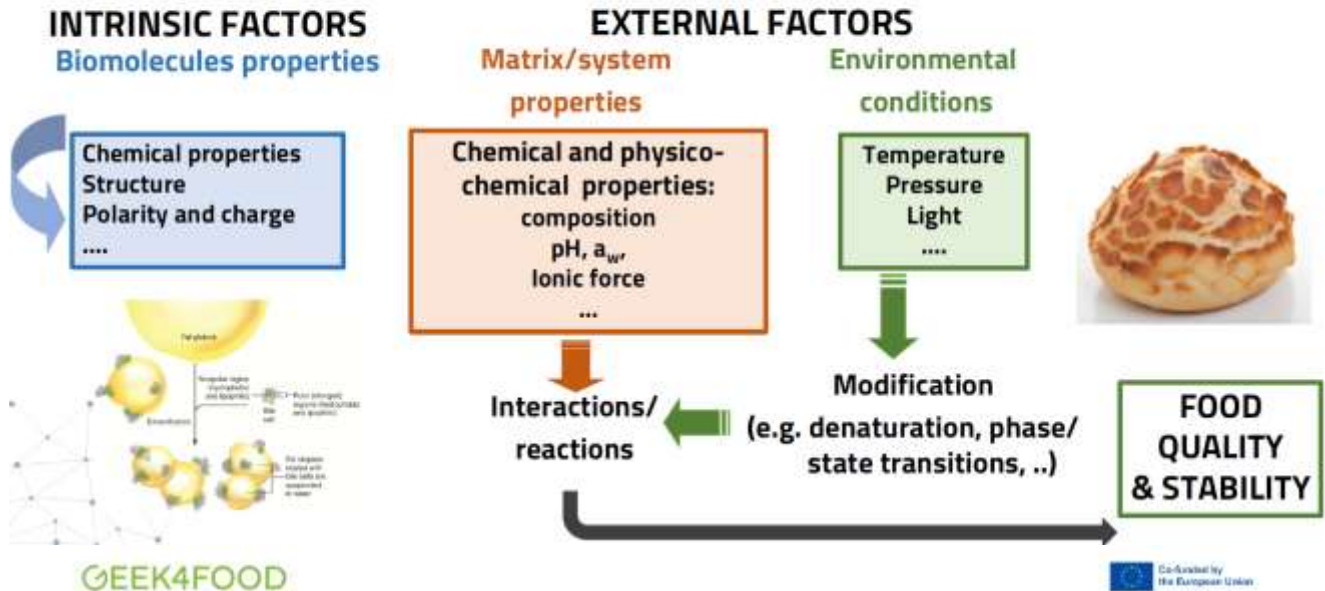 INTRINSIC FACTORS
Biomolecules properties
Chemical properties
Structure
Polarity and charge
....
EXTERNAL FACTORS
Matrix/system
properties
Chemical and physico-
chemical properties:
composition
pH, aw,
Ionic force
...
Environmental
conditions
Temperature
Pressure
Light
....
Interactions/
reactions
Modification
(e.g. denaturation, phase/
state transitions, ..)
FOOD
QUALITY
& STABILITY
Emulsification
GEEK4FOOD
Co-funded by
the European Union